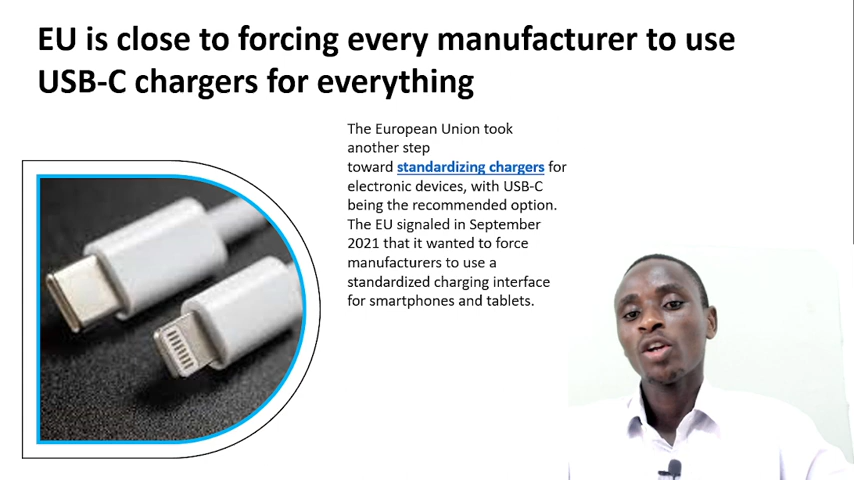 EU is close to forcing every manufacturer to use
USB-C chargers for everything
The European Union took
another step
toward standardizing chargers for
electronic devices, with USB-C
being the recommended option.
The EU signaled in September
2021 that it wanted to force
manufacturers to use a
standardized charging interface
for smartphones and tablets.